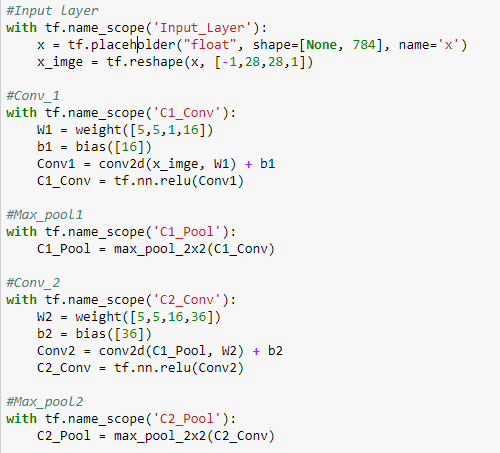 #Input layer
with tf.name_scope('Input_Layer'):
    x = tf.placeholder("float", shape=[None, 784], name='x')
    x_imge = tf.reshape(x, [-1,28,28,1])

#Conv_1
with tf.name_scope('C1_Conv'):
    W1 = weight([5,5,1,16])
    b1 = bias([16])
    Conv1 = conv2d(x_imge, W1) + b1
    C1_Conv = tf.nn.relu(Conv1)

#Max_pool1
with tf.name_scope('C1_Pool'):
    C1_Pool = max_pool_2x2(C1_Conv)

#Conv_2
with tf.name_scope('C2_Conv'):
    W2 = weight([5,5,16,36])
    b2 = bias([36])
    Conv2 = conv2d(C1_Pool, W2) + b2
    C2_Conv = tf.nn.relu(Conv2)

#Max_pool2
with tf.name_scope('C2_Pool'):
    C2_Pool = max_pool_2x2(C2_Conv)